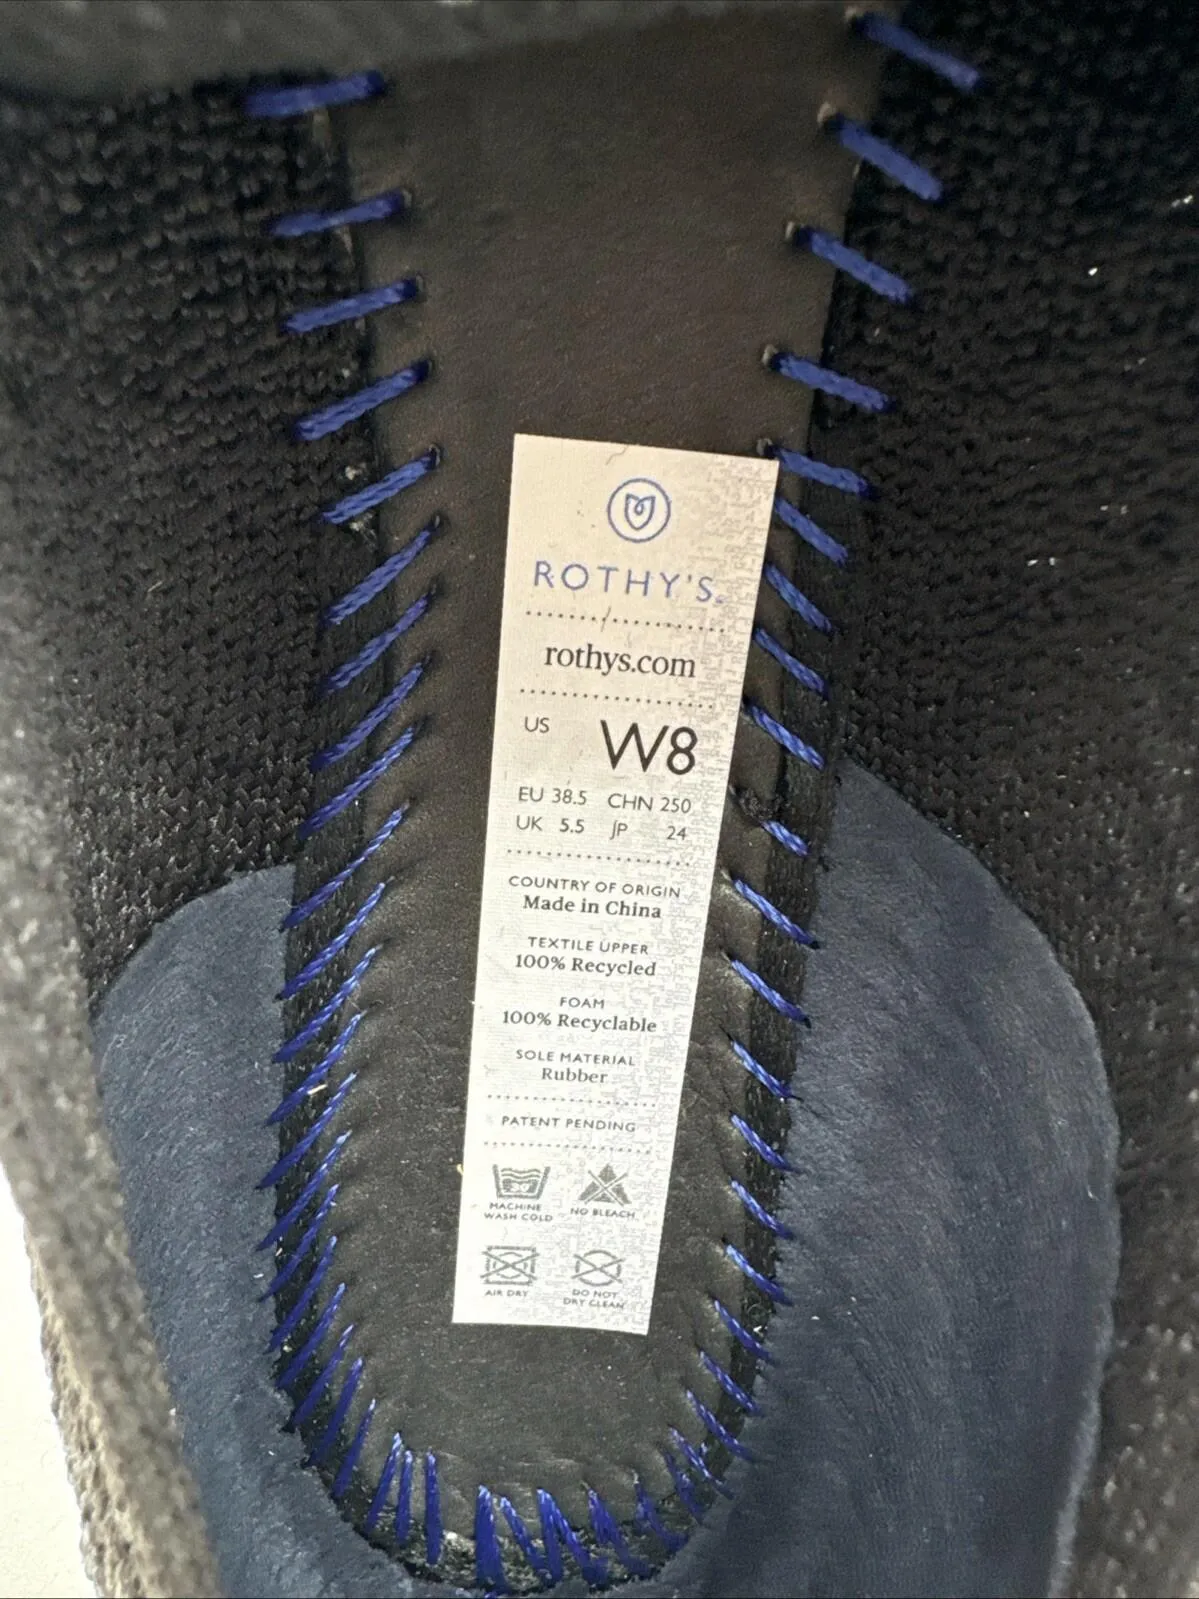 ROTHY'S
rothys.com
US W8
EU 38.5 CHN 250
UK 5.5 JP 24
COUNTRY OF ORIGIN
Made in China
TEXTILE UPPER
100% Recycled
FOAM
100% Recyclable
SOLE MATERIAL
Rubber
PATENT PENDING
30°
MACHINE NO BLEACH
WASH COLD
AIR DRY DO NOT
DRY CLEAN